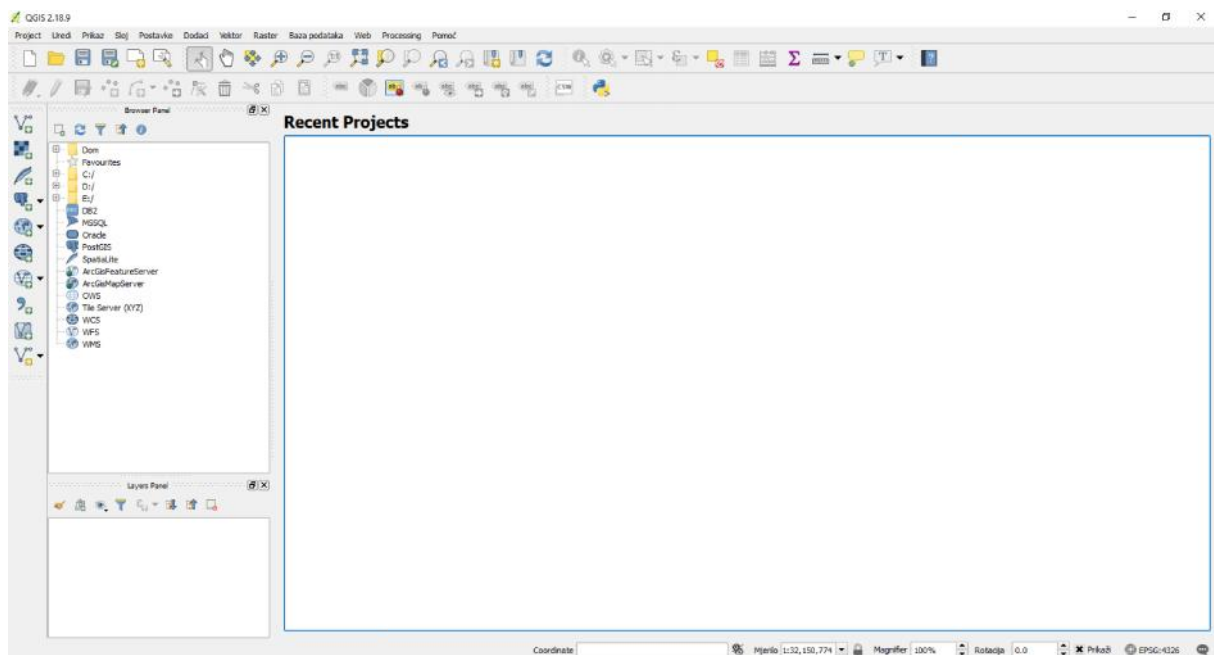 QGIS 2.18.9
Project Uredi Prikaz Sloj Postavke Dodaci Vektor Raster Baza podataka Web Processing Pomoć
Browser Panel
Recent Projects
Dom
Favourites
C:/
D:/
E:/
DB2
MSSQL
Oracle
PostGIS
SpatiaLite
ArcGisFeatureServer
ArcGisMapServer
OWS
Tile Server (XYZ)
WCS
WFS
WMS
Layers Panel
Coordinate Mjerilo 1:32,150,774 Magnifier 100% Rotacija 0.0 Prikaži EPSG:4326